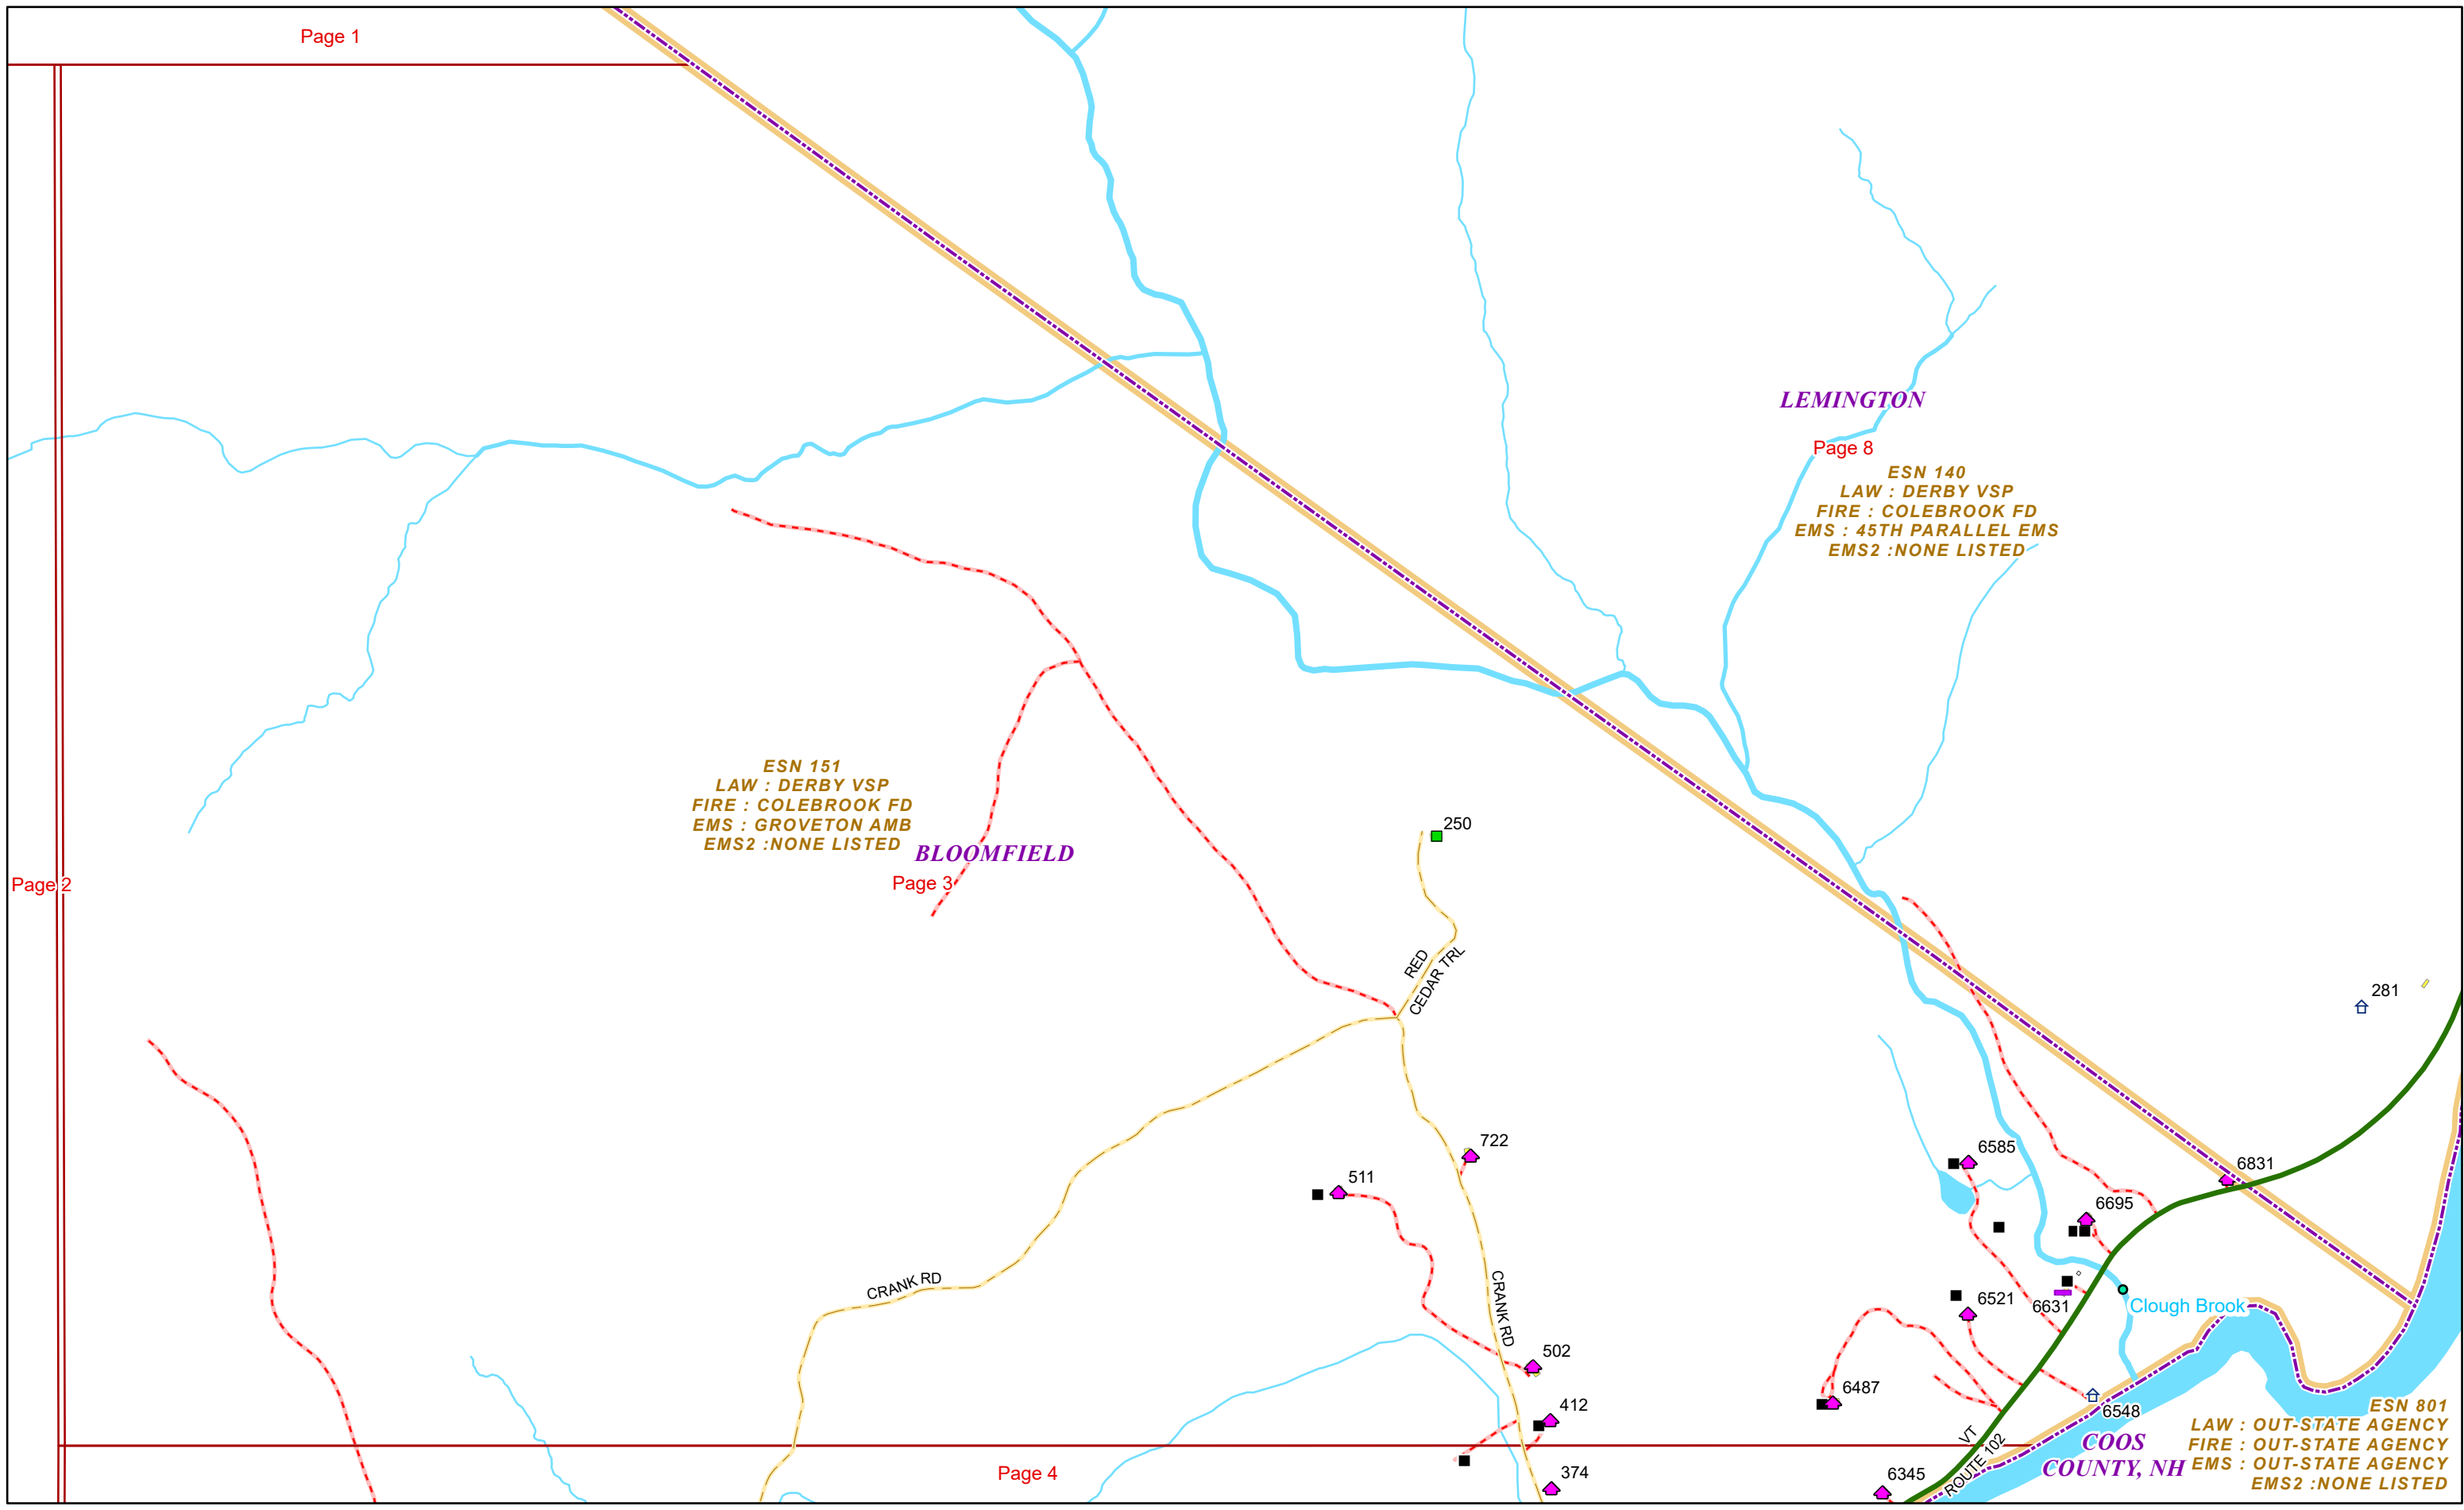 Page 1
LEMINGTON
Page 8
ESN 140
LAW : DERBY VSP
FIRE : COLEBROOK FD
EMS : 45TH PARALLEL EMS
EMS2 :NONE LISTED
ESN 151
LAW : DERBY VSP
FIRE : COLEBROOK FD
EMS : GROVETON AMB
EMS2 :NONE LISTED
BLOOMFIELD
Page 3
Page 2
250
RED
CEDAR TRL
281
722
511
6585
6831
6695
CRANK RD
CRANK RD
6521
6631
Clough Brook
502
412
6487
6548
374
6345
Page 4
VT
ROUTE 102
COOS
COUNTY, NH
ESN 801
LAW : OUT-STATE AGENCY
FIRE : OUT-STATE AGENCY
EMS : OUT-STATE AGENCY
EMS2 :NONE LISTED